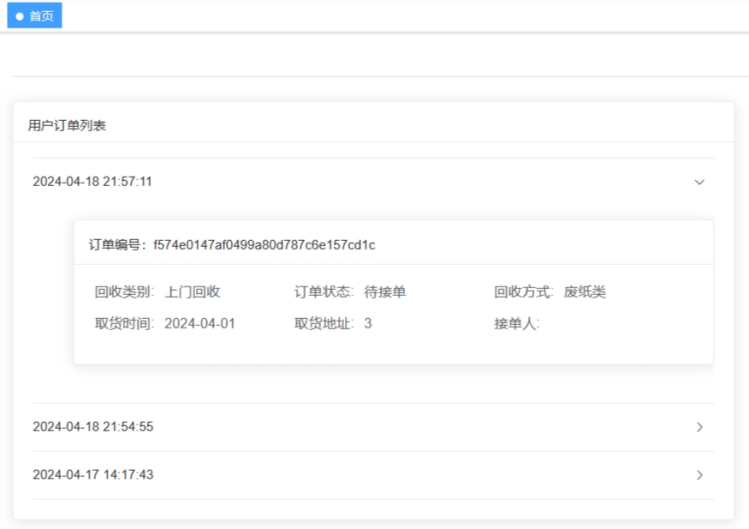 首页
用户订单列表
2024-04-18 21:57:11
订单编号：f574e0147af0499a80d787c6e157cd1c
回收类别: 上门回收 订单状态: 待接单 回收方式: 废纸类
取货时间: 2024-04-01 取货地址: 3 接单人:
2024-04-18 21:54:55
2024-04-17 14:17:43